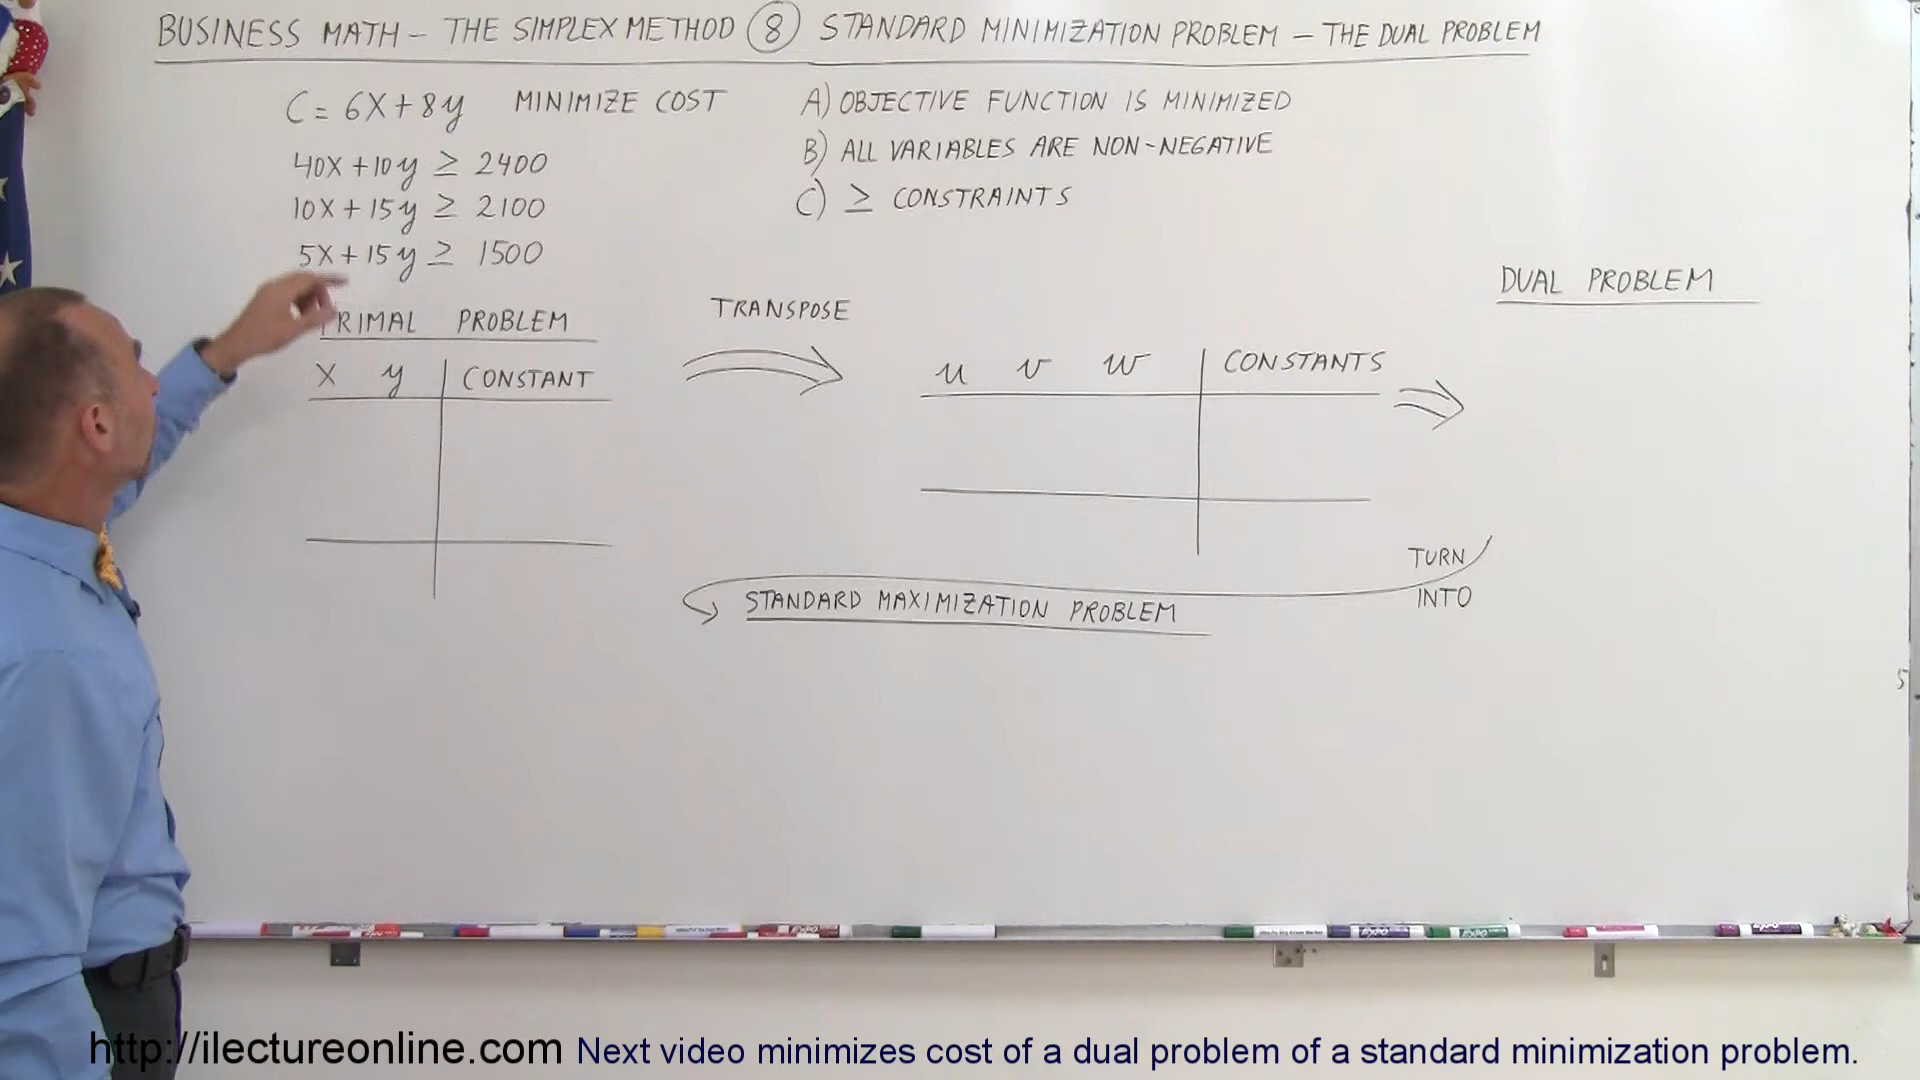 BUSINESS MATH – THE SIMPLEX METHOD 8 STANDARD MINIMIZATION PROBLEM – THE DUAL PROBLEM
C = 6X + 8y MINIMIZE COST
40X + 10y ≥ 2400
10X + 15y ≥ 2100
5X + 15y ≥ 1500
A) OBJECTIVE FUNCTION IS MINIMIZED
B) ALL VARIABLES ARE NON-NEGATIVE
C) ≥ CONSTRAINTS
PRIMAL PROBLEM
X y CONSTANT
TRANSPOSE
u v w CONSTANTS
DUAL PROBLEM
TURN
INTO
STANDARD MAXIMIZATION PROBLEM
5
http://ilectureonline.com Next video minimizes cost of a dual problem of a standard minimization problem.